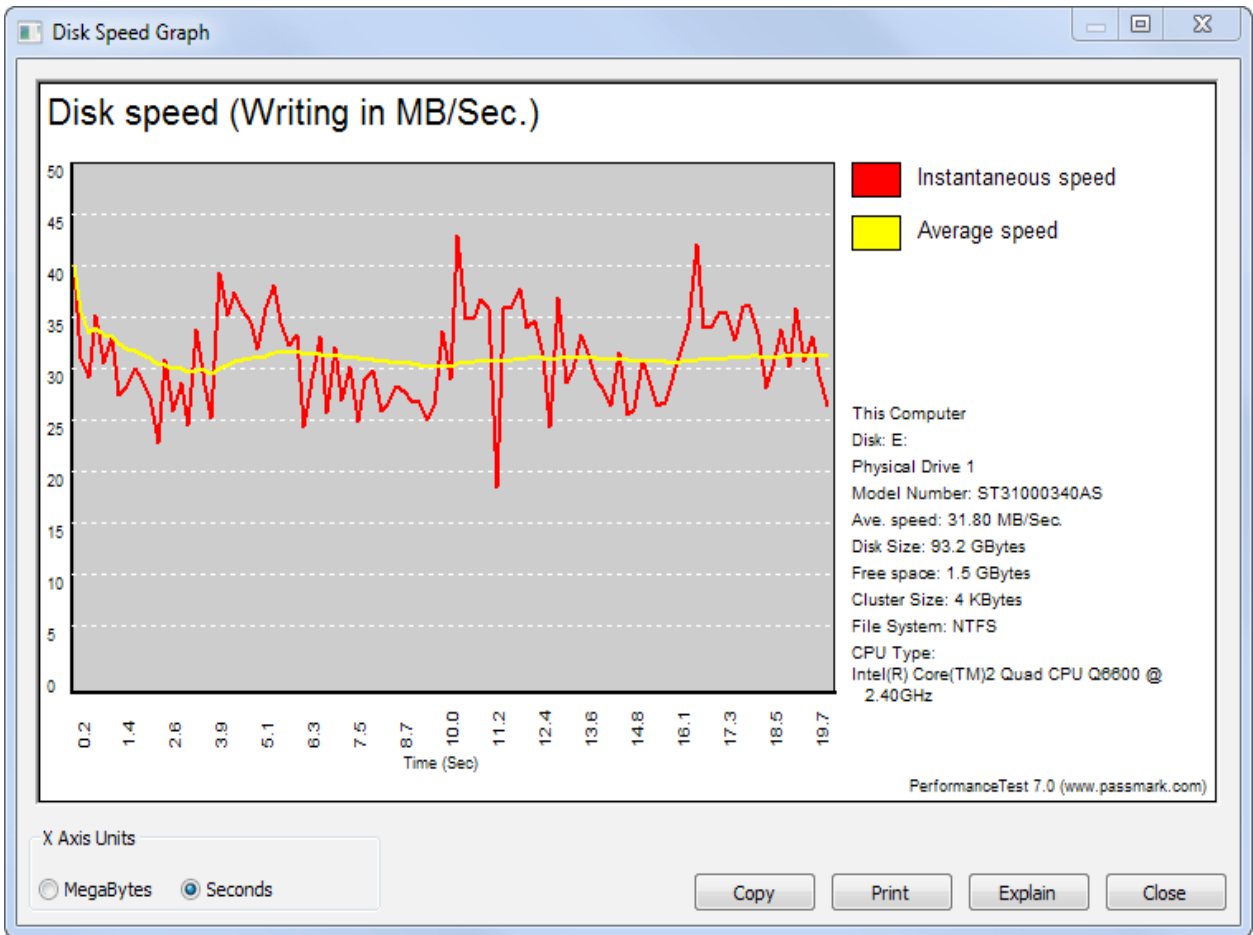 Disk Speed Graph
Disk speed (Writing in MB/Sec.)
50
45
40
35
30
25
20
15
10
5
0
0.2 1.4 2.6 3.9 5.1 6.3 7.5 8.7 10.0 11.2 12.4 13.6 14.8 16.1 17.3 18.5 19.7
Time (Sec)
Instantaneous speed
Average speed
This Computer
Disk: E:
Physical Drive 1
Model Number: ST31000340AS
Ave. speed: 31.80 MB/Sec.
Disk Size: 93.2 GBytes
Free space: 1.5 GBytes
Cluster Size: 4 KBytes
File System: NTFS
CPU Type:
Intel(R) Core(TM)2 Quad CPU Q6600 @
2.40GHz
PerformanceTest 7.0 (www.passmark.com)
X Axis Units
MegaBytes Seconds
Copy Print Explain Close